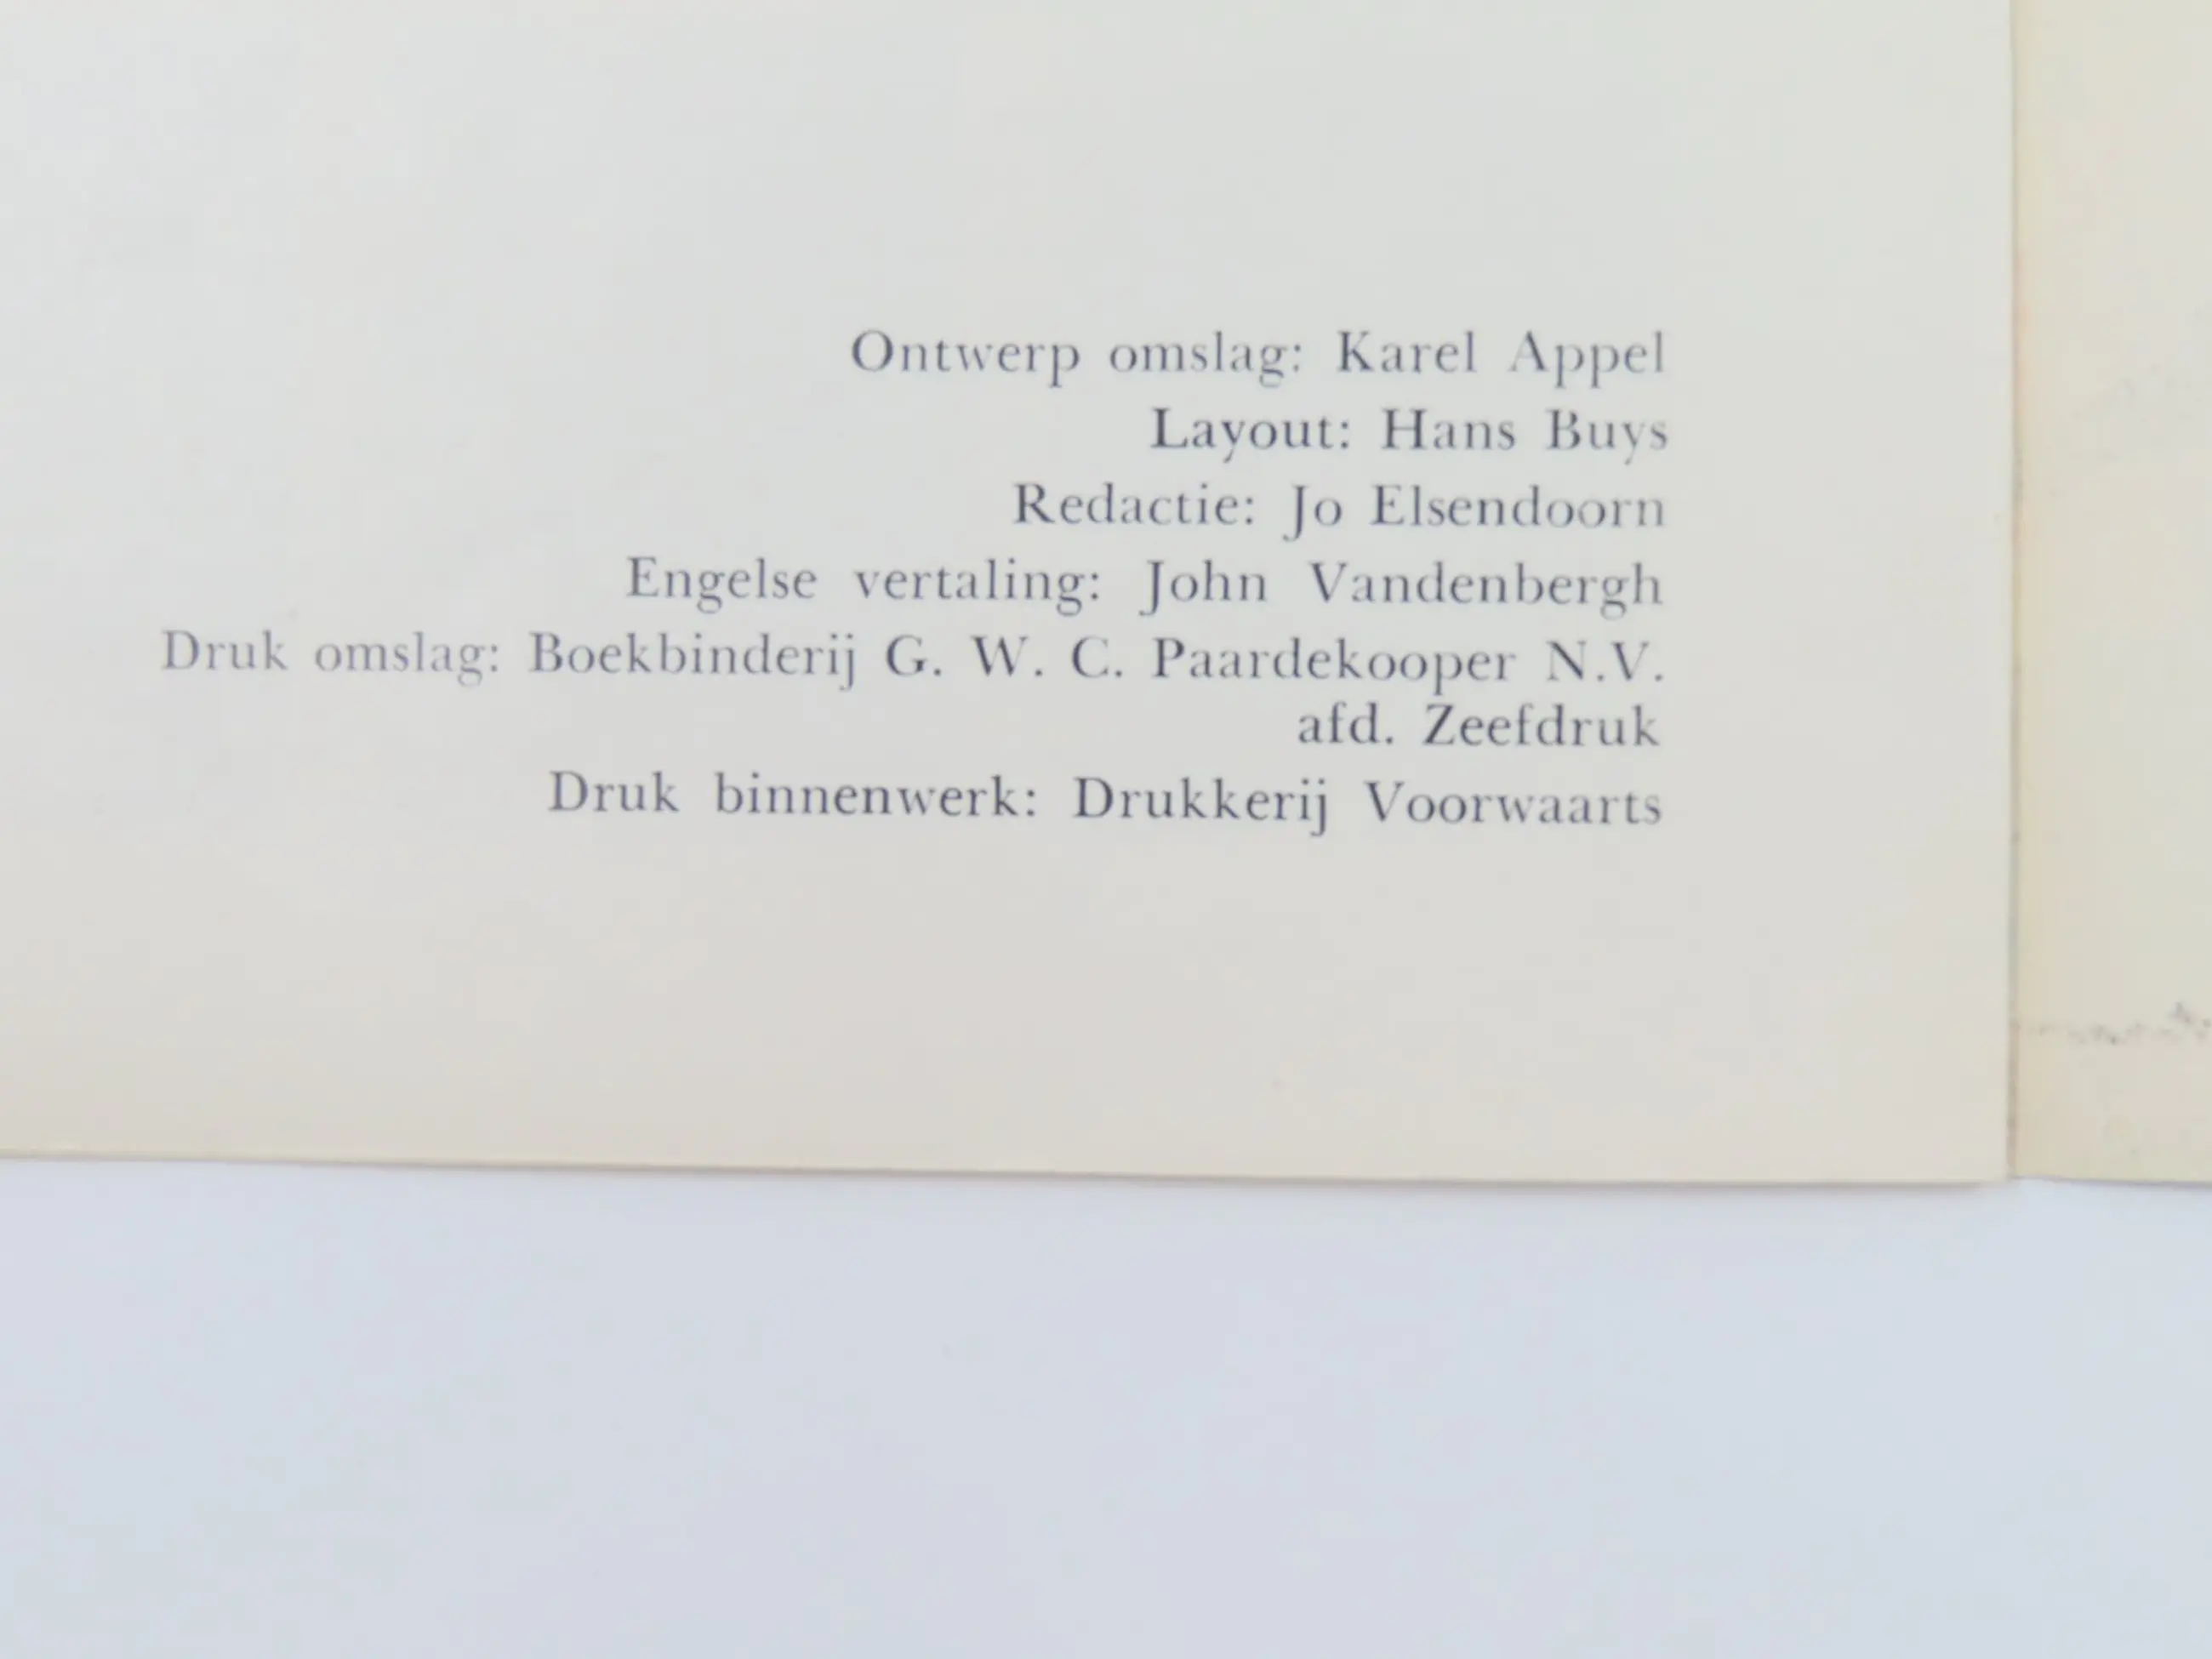 Ontwerp omslag: Karel Appel
Layout: Hans Buys
Redactie: Jo Elsendoorn
Engelse vertaling: John Vandenbergh
Druk omslag: Boekbinderij G. W. C. Paardekooper N.V.
afd. Zeefdruk
Druk binnenwerk: Drukkerij Voorwaarts